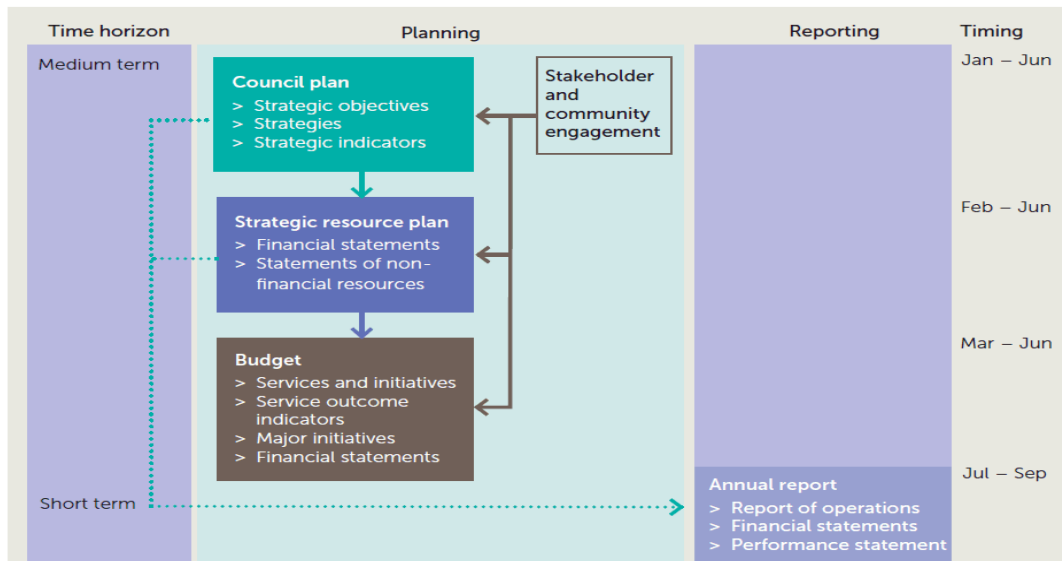 Time horizon
Planning
Reporting
Timing
Medium term
Jan – Jun
Council plan
> Strategic objectives
> Strategies
> Strategic indicators
Stakeholder
and
community
engagement
Feb – Jun
Strategic resource plan
> Financial statements
> Statements of non-
financial resources
Mar – Jun
Budget
> Services and initiatives
> Service outcome
indicators
> Major initiatives
> Financial statements
Jul – Sep
Short term
Annual report
> Report of operations
> Financial statements
> Performance statement